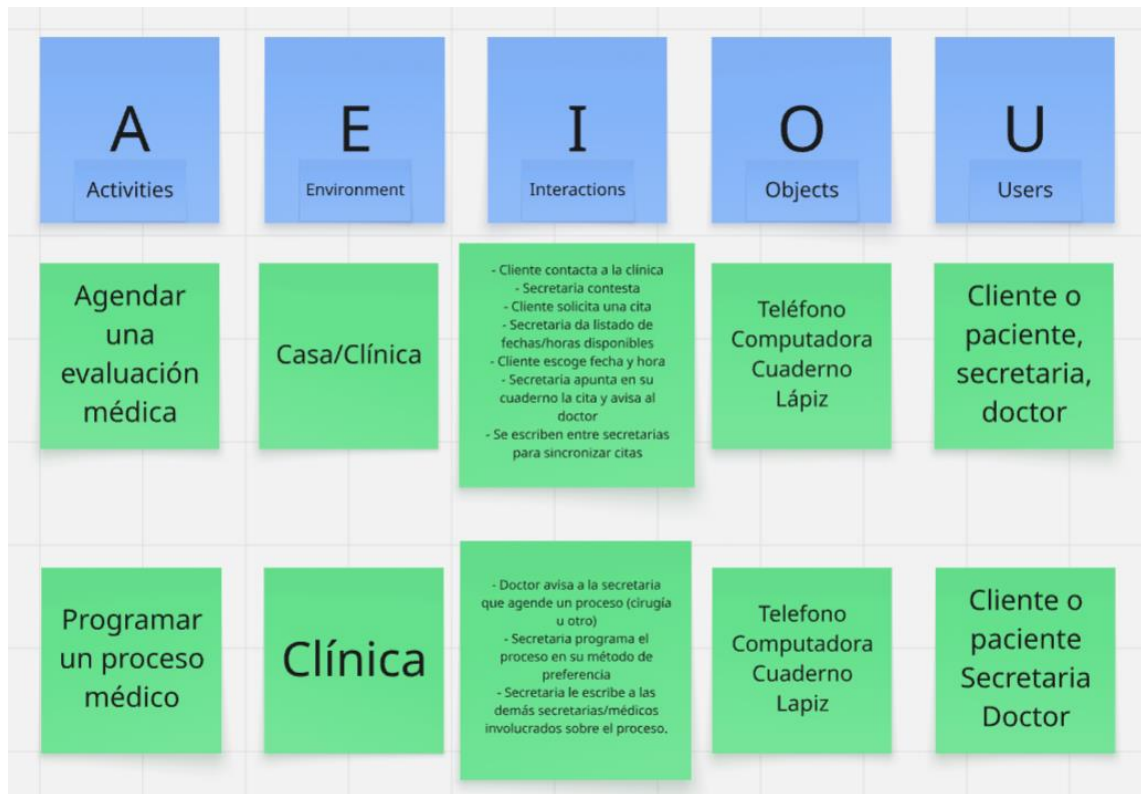 A
Activities
E
Environment
I
Interactions
O
Objects
U
Users
Agendar
una
evaluación
médica
Casa/Clínica
- Cliente contacta a la clínica
- Secretaria contesta
- Cliente solicita una cita
- Secretaria da listado de
fechas/horas disponibles
- Cliente escoge fecha y hora
- Secretaria apunta en su
cuaderno la cita y avisa al
doctor
- Se escriben entre secretarias
para sincronizar citas
Teléfono
Computadora
Cuaderno
Lápiz
Cliente o
paciente,
secretaria,
doctor
Programar
un proceso
médico
Clínica
- Doctor avisa a la secretaria
que agende un proceso (cirugía
u otro)
- Secretaria programa el
proceso en su método de
preferencia
- Secretaria le escribe a las
demás secretarias/médicos
involucrados sobre el proceso.
Telefono
Computadora
Cuaderno
Lapiz
Cliente o
paciente
Secretaria
Doctor